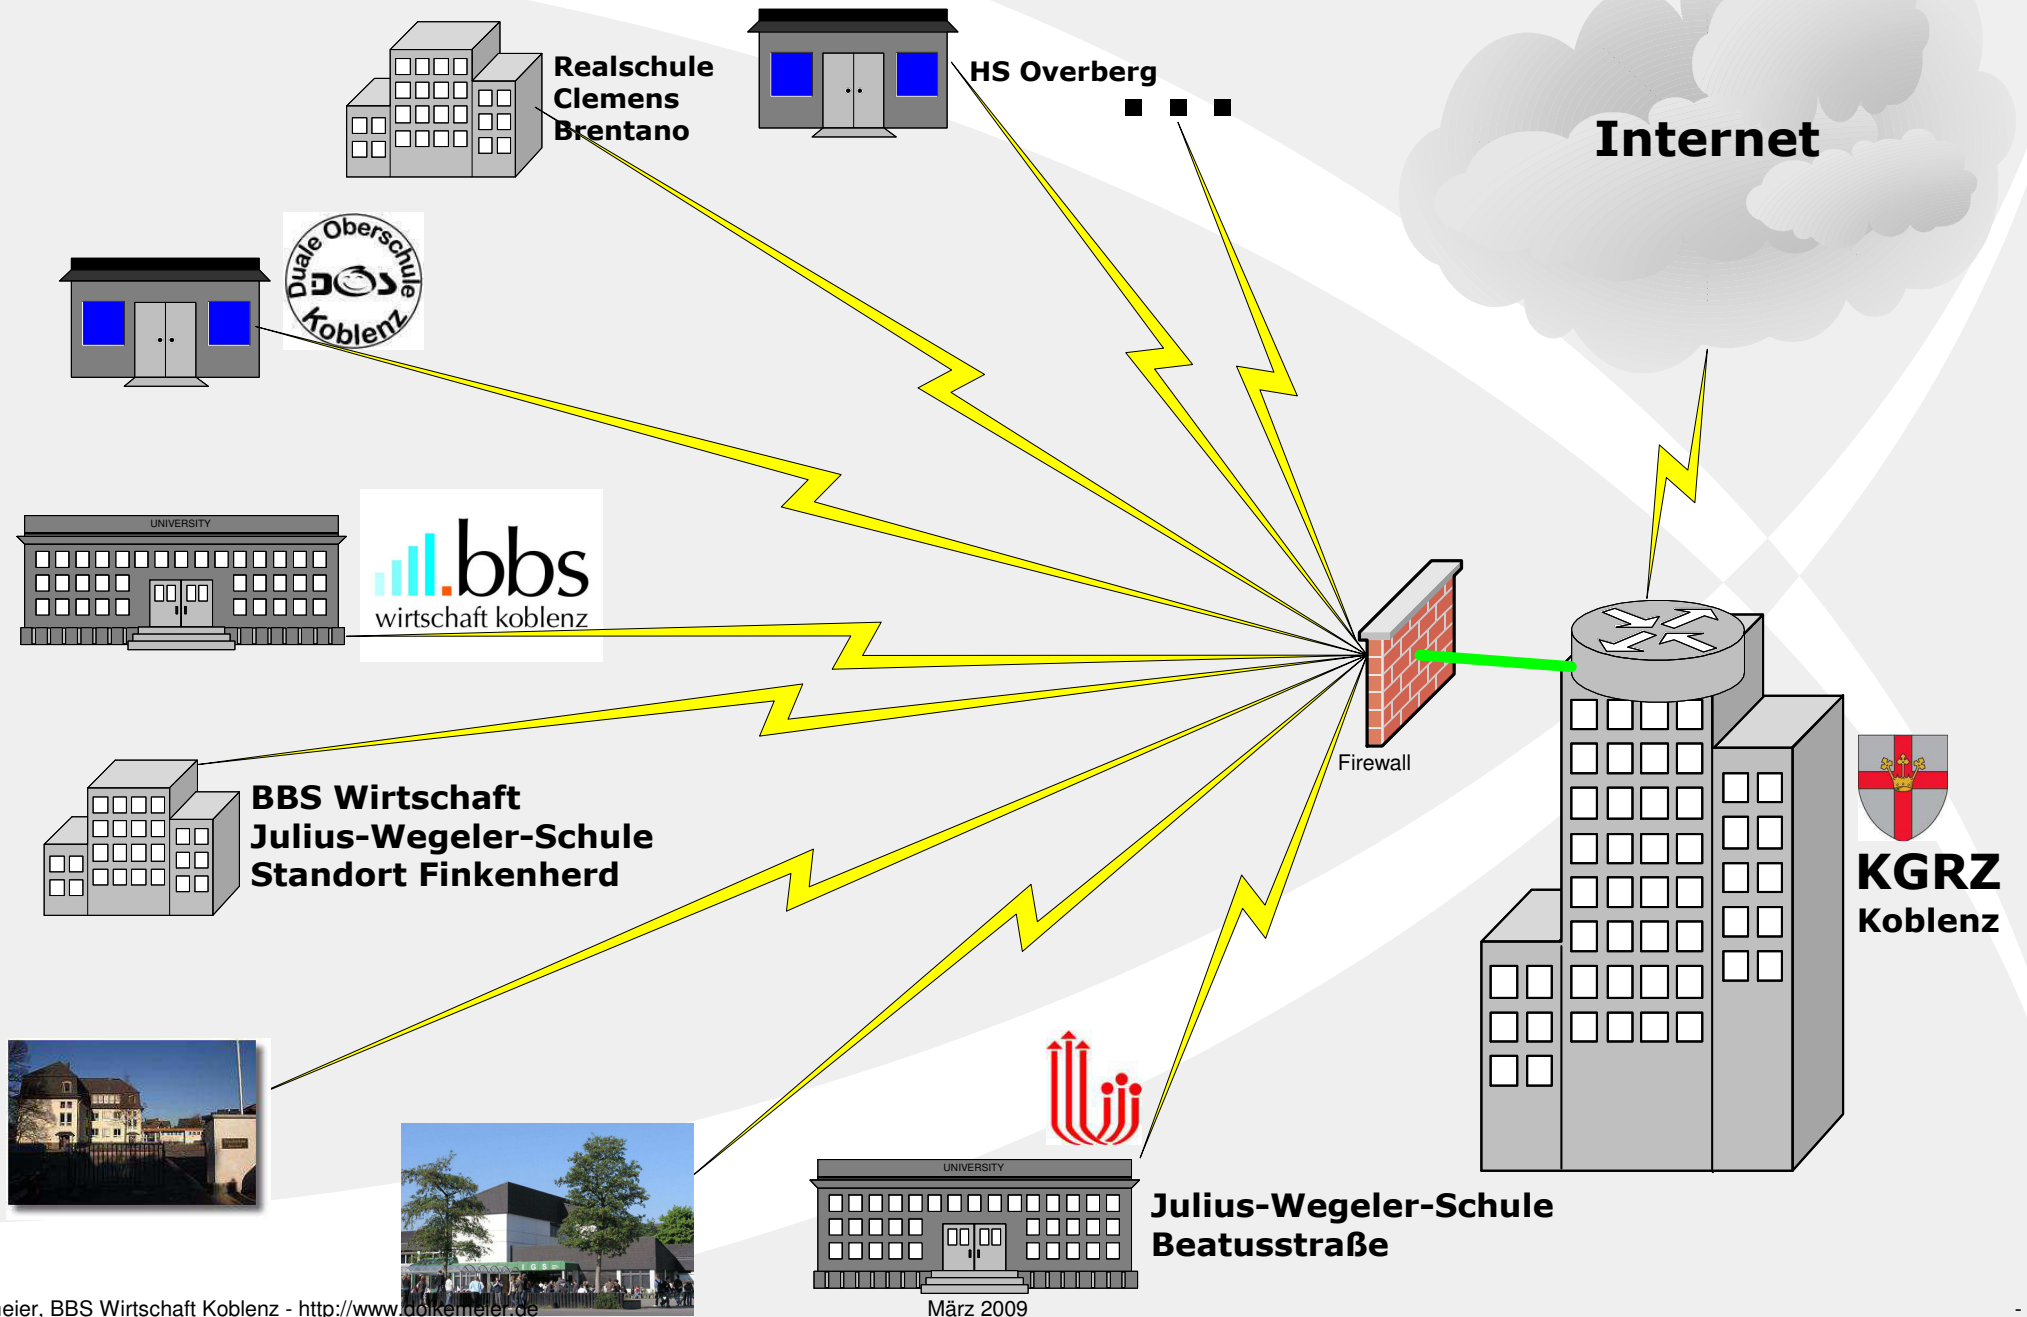 Realschule
Clemens
Brentano
HS Overberg
Internet
Duale Oberschule
DOS
Koblenz
UNIVERSITY
.bbs
wirtschaft koblenz
Firewall
BBS Wirtschaft
Julius-Wegeler-Schule
Standort Finkenherd
KGRZ
Koblenz
IGS
UNIVERSITY
Julius-Wegeler-Schule
Beatusstraße
eier, BBS Wirtschaft Koblenz - http://www.dolkemeier.de
März 2009
-